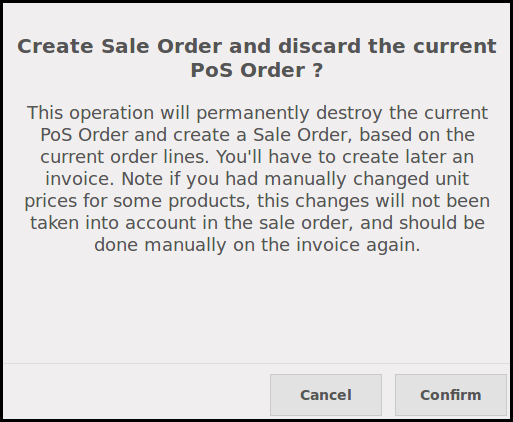 Create Sale Order and discard the current
PoS Order ?
This operation will permanently destroy the current
PoS Order and create a Sale Order, based on the
current order lines. You'll have to create later an
invoice. Note if you had manually changed unit
prices for some products, this changes will not been
taken into account in the sale order, and should be
done manually on the invoice again.
Cancel
Confirm